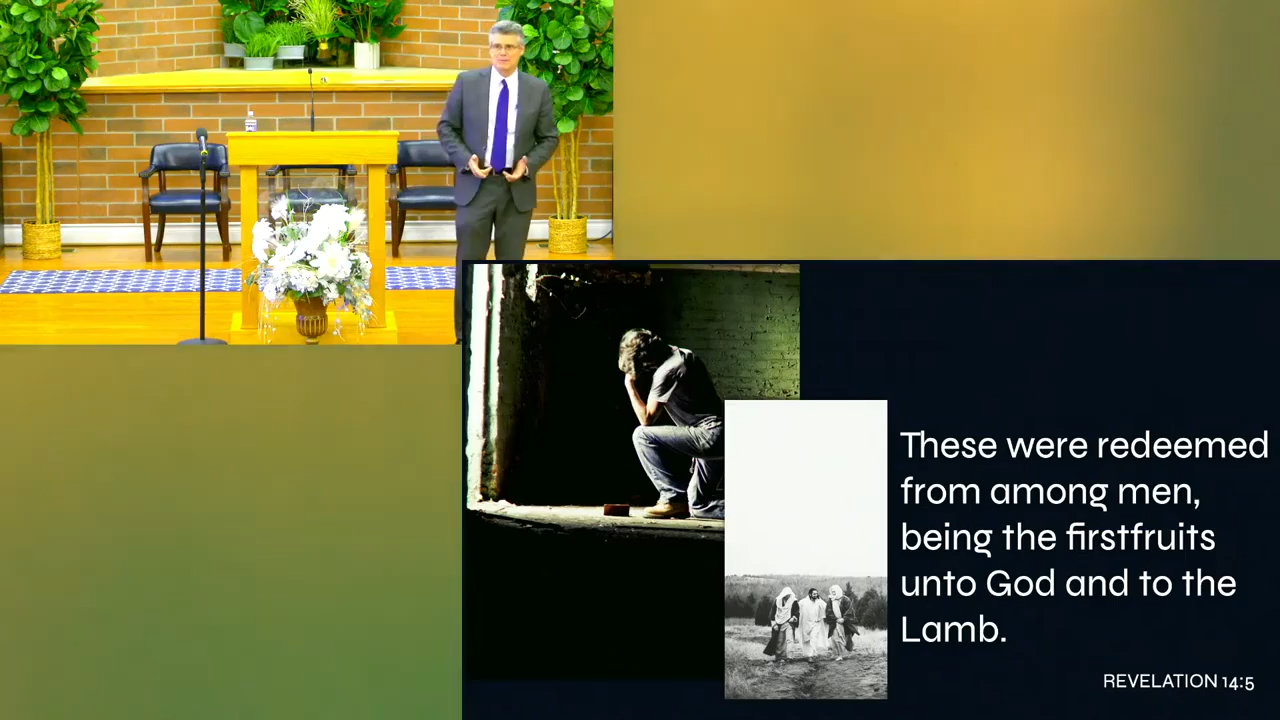 These were redeemed
from among men,
being the firstfruits
unto God and to the
Lamb.
REVELATION 14:5